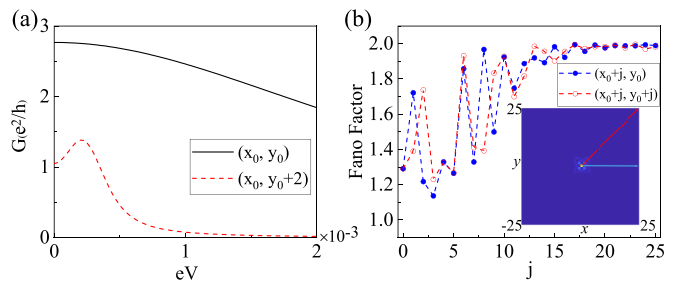 (a)
3
2
1
0
G(e²/h)
(x₀, y₀)
(x₀, y₀+2)
0
1
2
×10⁻³
eV
(b)
2.0
1.8
1.6
1.4
1.2
1.0
Fano Factor
(x₀+j, y₀)
(x₀+j, y₀+j)
25
y
-25
x
25
0
5
10
15
20
25
j